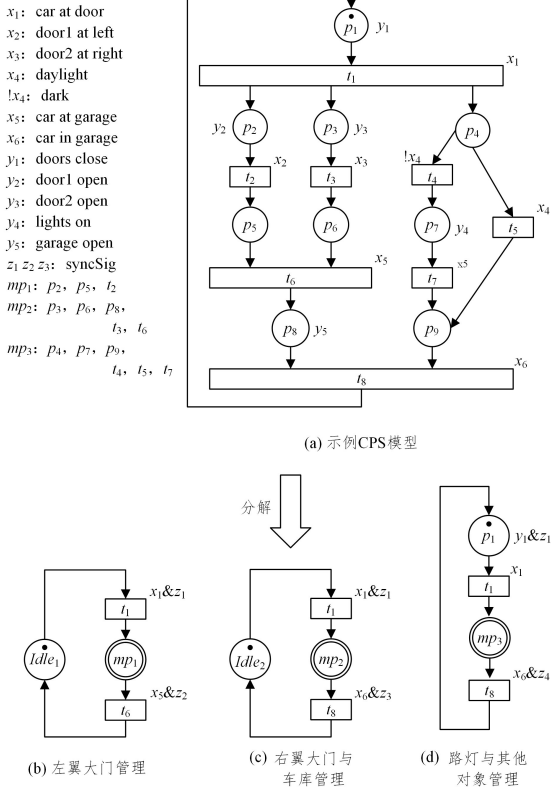 x1: car at door
x2: door1 at left
x3: door2 at right
x4: daylight
!x4: dark
x5: car at garage
x6: car in garage
y1: doors close
y2: door1 open
y3: door2 open
y4: lights on
y5: garage open
z1 z2 z3: syncSig
mp1: p2, p5, t2
mp2: p3, p6, p8,
t3, t6
mp3: p4, p7, p9,
t4, t5, t7
p1 y1
x1
t1
y2 p2 p3 y3 p4
x2 x3 !x4
t2 t3 t4
x4
t5
p5 p6 p7 y4
x5
t6
x5
t7
p8 y5 p9
x6
t8
(a) 示例CPS模型
分解
x1&z1
t1
Idle1 mp1
x5&z2
t6
(b) 左翼大门管理
x1&z1
t1
Idle2 mp2
x6&z3
t8
(c) 右翼大门与
车库管理
p1 y1&z1
x1
t1
mp3
x6&z4
t8
(d) 路灯与其他
对象管理